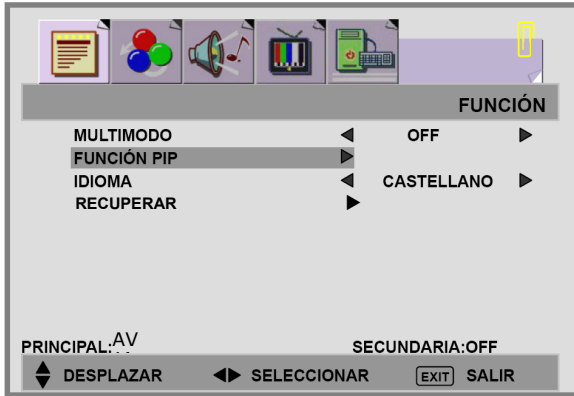 FUNCIÓN
MULTIMODO OFF
FUNCIÓN PIP
IDIOMA CASTELLANO
RECUPERAR
PRINCIPAL:AV SECUNDARIA:OFF
DESPLAZAR SELECCIONAR EXIT SALIR